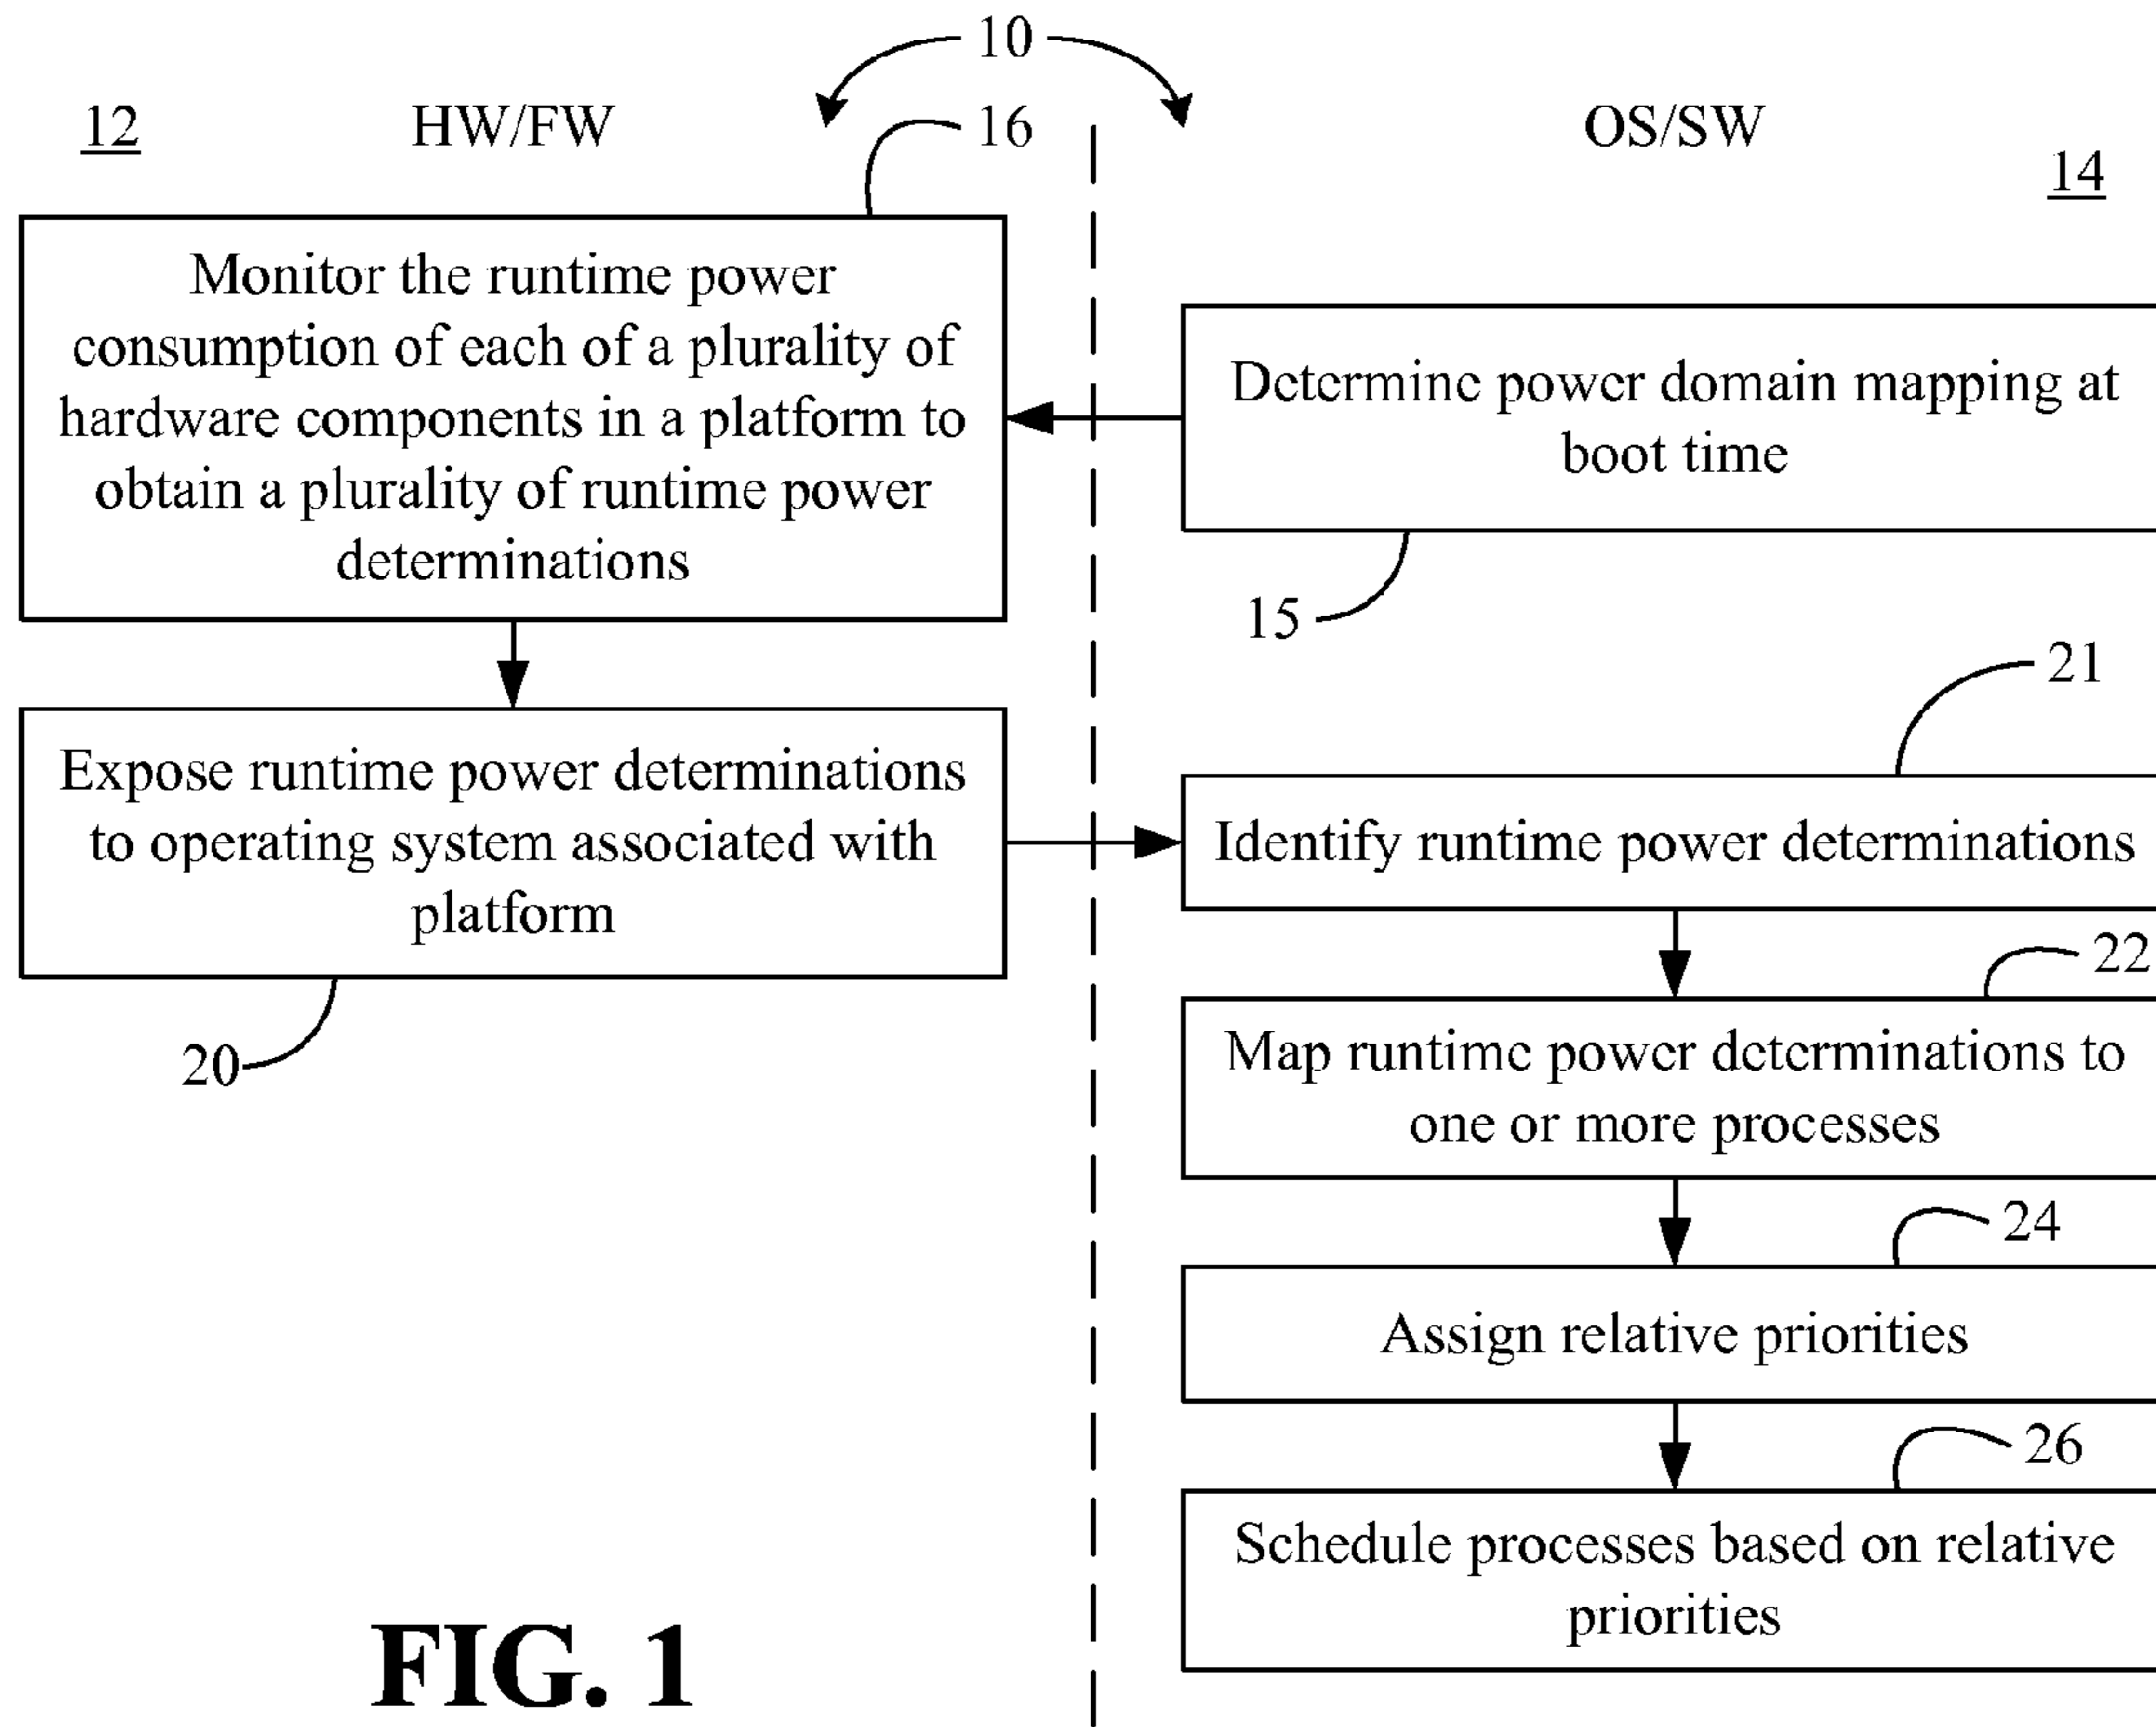 10
12
HW/FW
16
OS/SW
14
Monitor the runtime power
consumption of each of a plurality of
hardware components in a platform to
obtain a plurality of runtime power
determinations
Determine power domain mapping at
boot time
15
21
Expose runtime power determinations
to operating system associated with
platform
Identify runtime power determinations
22
20
Map runtime power determinations to
one or more processes
24
Assign relative priorities
26
Schedule processes based on relative
priorities
FIG. 1